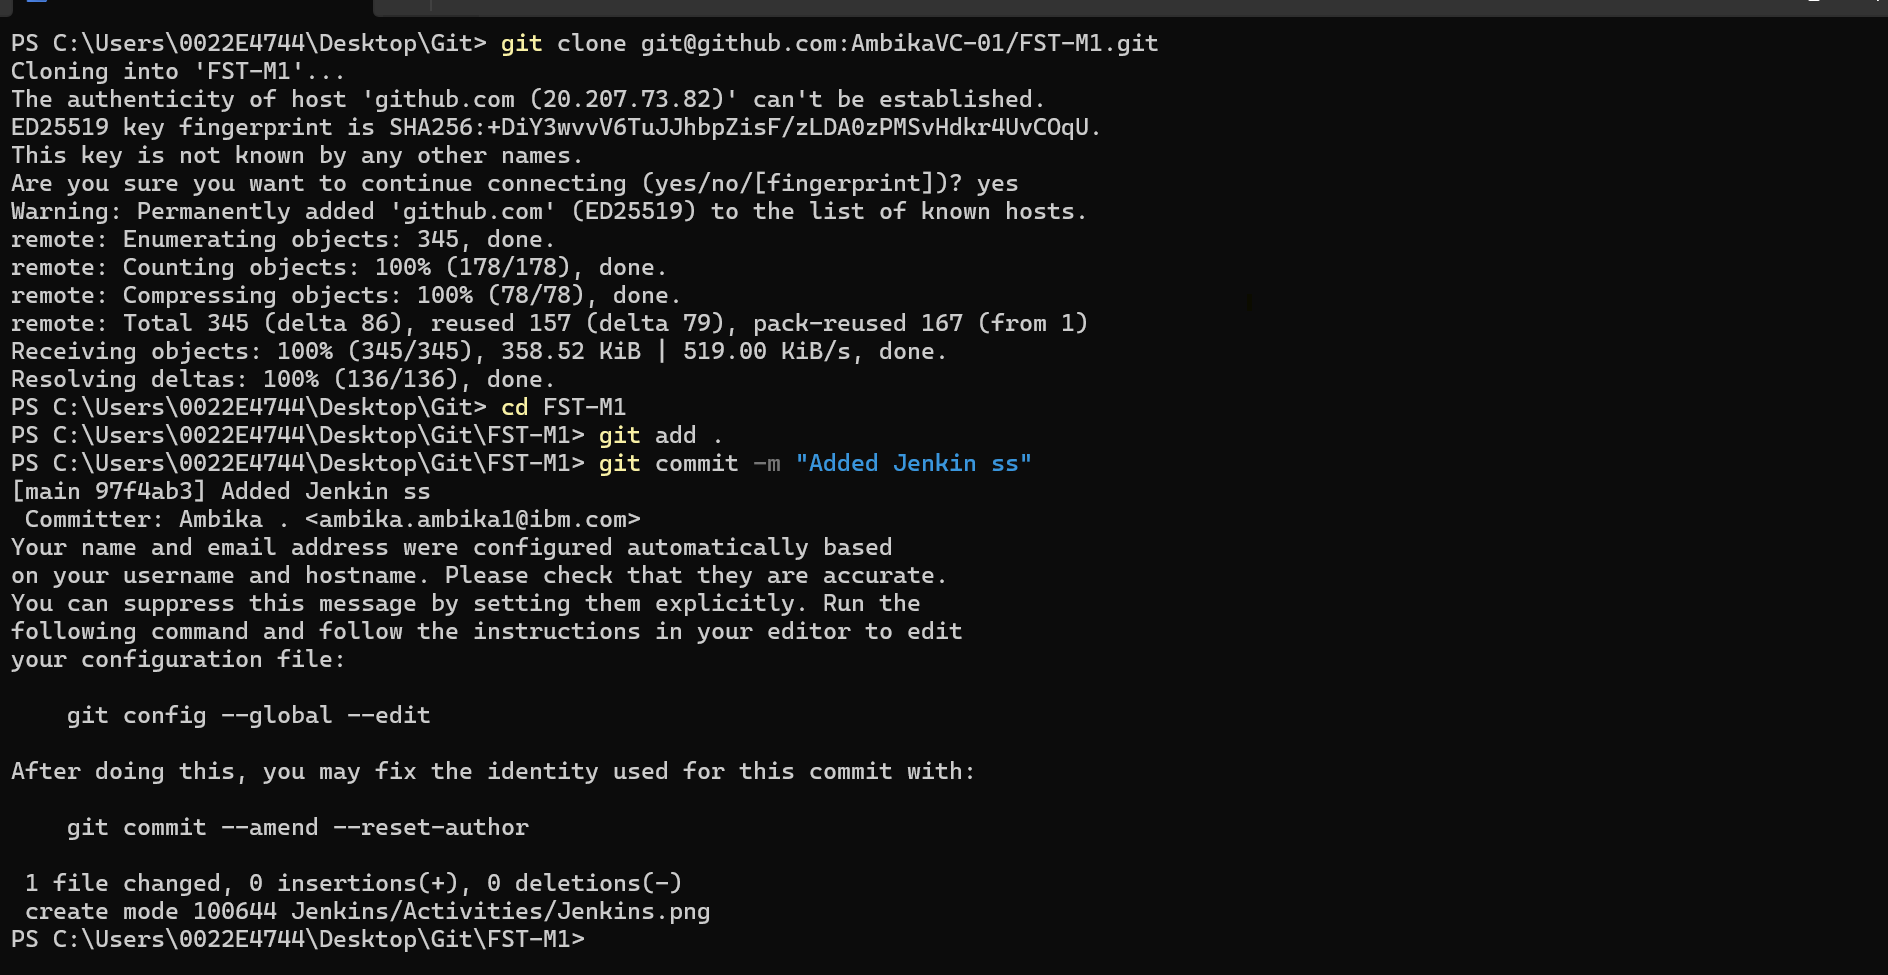 PS C:\Users\0022E4744\Desktop\Git> git clone git@github.com:AmbikaVC-01/FST-M1.git
Cloning into 'FST-M1'...
The authenticity of host 'github.com (20.207.73.82)' can't be established.
ED25519 key fingerprint is SHA256:+DiY3wvvV6TuJJhbpZisF/zLDA0zPMSvHdkr4UvCOqU.
This key is not known by any other names.
Are you sure you want to continue connecting (yes/no/[fingerprint])? yes
Warning: Permanently added 'github.com' (ED25519) to the list of known hosts.
remote: Enumerating objects: 345, done.
remote: Counting objects: 100% (178/178), done.
remote: Compressing objects: 100% (78/78), done.
remote: Total 345 (delta 86), reused 157 (delta 79), pack-reused 167 (from 1)
Receiving objects: 100% (345/345), 358.52 KiB | 519.00 KiB/s, done.
Resolving deltas: 100% (136/136), done.
PS C:\Users\0022E4744\Desktop\Git> cd FST-M1
PS C:\Users\0022E4744\Desktop\Git\FST-M1> git add .
PS C:\Users\0022E4744\Desktop\Git\FST-M1> git commit -m "Added Jenkin ss"
[main 97f4ab3] Added Jenkin ss
 Committer: Ambika . <ambika.ambika1@ibm.com>
Your name and email address were configured automatically based
on your username and hostname. Please check that they are accurate.
You can suppress this message by setting them explicitly. Run the
following command and follow the instructions in your editor to edit
your configuration file:
    git config --global --edit
After doing this, you may fix the identity used for this commit with:
    git commit --amend --reset-author
 1 file changed, 0 insertions(+), 0 deletions(-)
 create mode 100644 Jenkins/Activities/Jenkins.png
PS C:\Users\0022E4744\Desktop\Git\FST-M1>